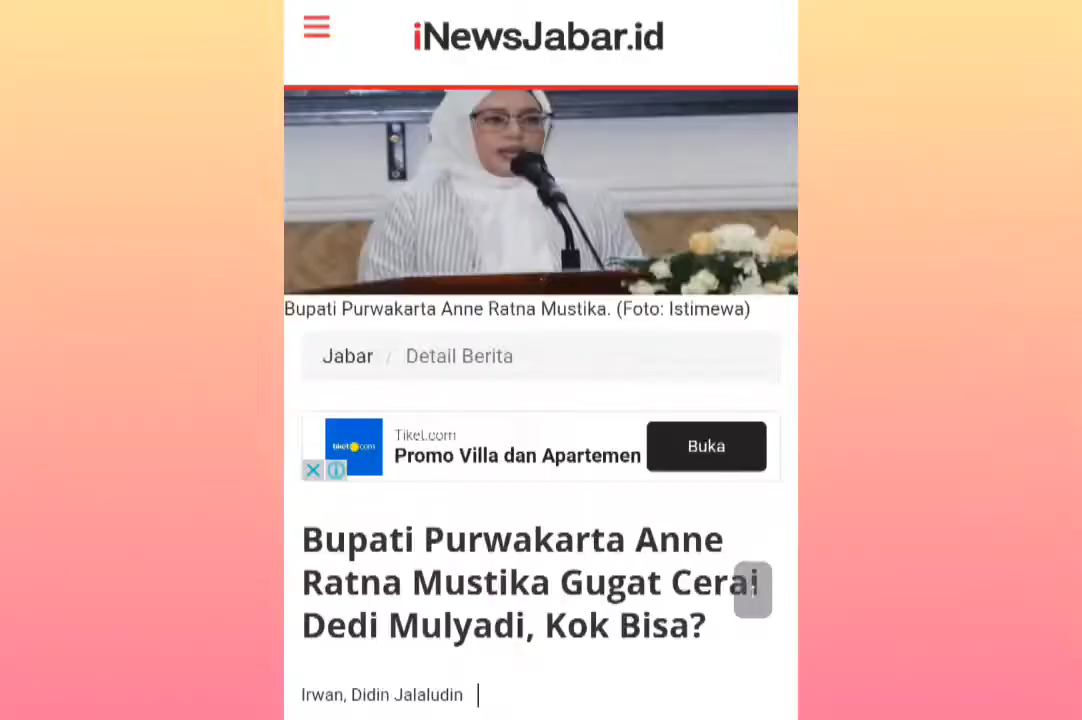 iNewsJabar.id
Bupati Purwakarta Anne Ratna Mustika. (Foto: Istimewa)
Jabar / Detail Berita
tiket.com
Tiket.com
Promo Villa dan Apartemen
Buka
Bupati Purwakarta Anne
Ratna Mustika Gugat Cerai
Dedi Mulyadi, Kok Bisa?
Irwan, Didin Jalaludin |